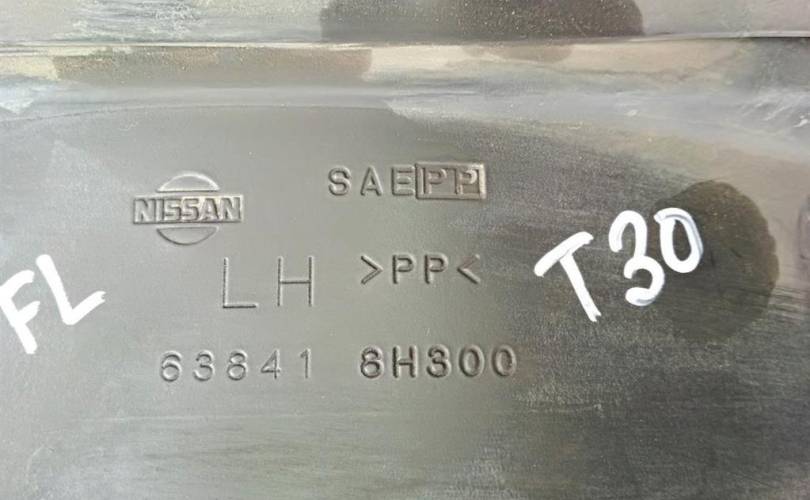 SAE PP
NISSAN
LH >PP<
T30
FL
63841 8H300